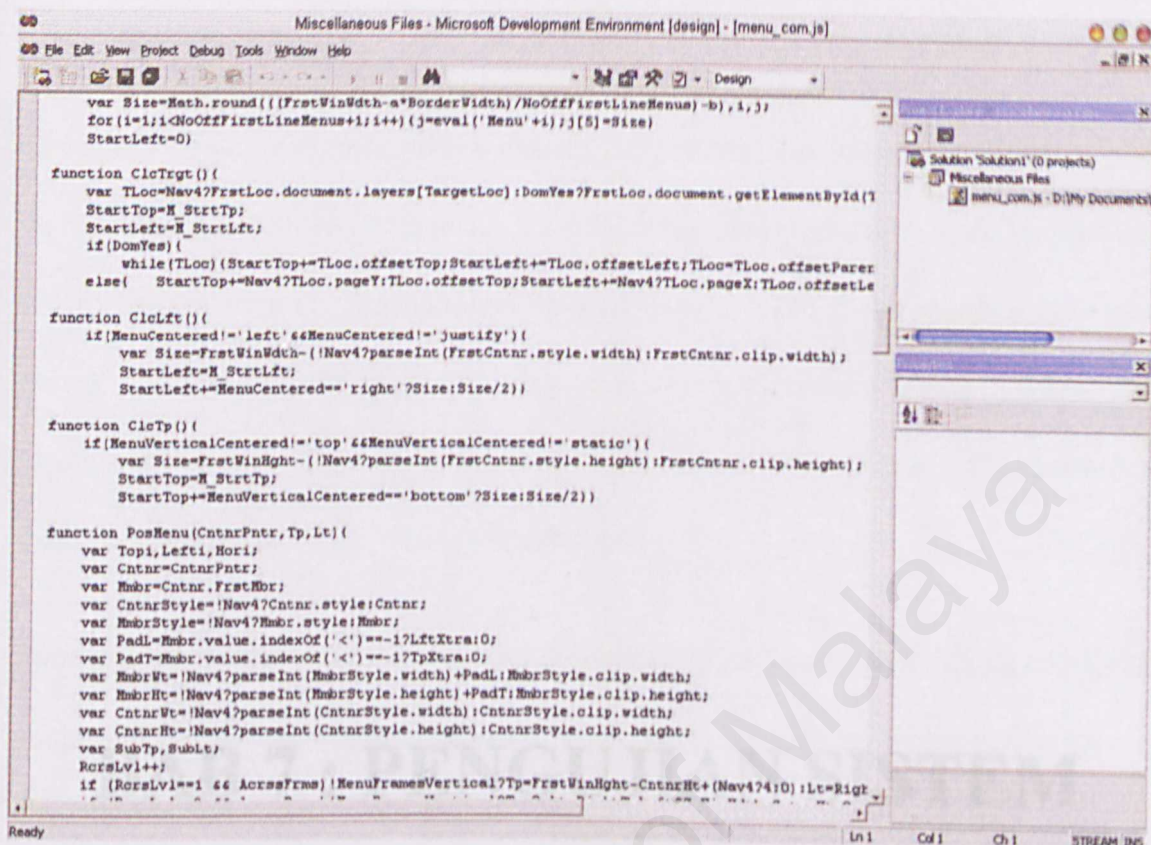 Miscellaneous Files - Microsoft Development Environment [design] - [menu_com.js]
File Edit View Project Debug Tools Window Help
Design
var Size=Math.round(((FrstWinWdth-a*BorderWidth)/NoOffFirstLineMenus)-b),i,j;
for(i=1;i<NoOffFirstLineMenus+1;i++){j=eval('Menu'+i);j[5]=Size}
StartLeft=0}
function ClcTrgt(){
var TLoc=Nav4?FrstLoc.document.layers[TargetLoc]:DomYes?FrstLoc.document.getElementById(T
StartTop=M_StrtTp;
StartLeft=M_StrtLft;
if(DomYes){
while(TLoc){StartTop+=TLoc.offsetTop;StartLeft+=TLoc.offsetLeft;TLoc=TLoc.offsetParer
else{ StartTop+=Nav4?TLoc.pageY:TLoc.offsetTop;StartLeft+=Nav4?TLoc.pageX:TLoc.offsetLe
function ClcLft(){
if(MenuCentered!='left'&&MenuCentered!='justify'){
var Size=FrstWinWdth-(!Nav4?parseInt(FrstCntnr.style.width):FrstCntnr.clip.width);
StartLeft=M_StrtLft;
StartLeft+=MenuCentered=='right'?Size:Size/2}}
function ClcTp(){
if(MenuVerticalCentered!='top'&&MenuVerticalCentered!='static'){
var Size=FrstWinHght-(!Nav4?parseInt(FrstCntnr.style.height):FrstCntnr.clip.height);
StartTop=M_StrtTp;
StartTop+=MenuVerticalCentered=='bottom'?Size:Size/2}}
function PosMenu(CntnrPntr,Tp,Lt){
var Topi,Lefti,Hori;
var Cntnr=CntnrPntr;
var Mmbr=Cntnr.FrstMbr;
var CntnrStyle=!Nav4?Cntnr.style:Cntnr;
var MmbrStyle=!Nav4?Mmbr.style:Mmbr;
var PadL=Mmbr.value.indexOf('<')==-1?LftXtra:0;
var PadT=Mmbr.value.indexOf('<')==-1?TpXtra:0;
var MmbrWt=!Nav4?parseInt(MmbrStyle.width)+PadL:MmbrStyle.clip.width;
var MmbrHt=!Nav4?parseInt(MmbrStyle.height)+PadT:MmbrStyle.clip.height;
var CntnrWt=!Nav4?parseInt(CntnrStyle.width):CntnrStyle.clip.width;
var CntnrHt=!Nav4?parseInt(CntnrStyle.height):CntnrStyle.clip.height;
var SubTp,SubLt;
RcrsLvl++;
if (RcrsLvl==1 && AcrssFrms)!MenuFramesVertical?Tp=FrstWinHght-CntnrHt+(Nav4?4:0):Lt=Righ
Solution 'Solution1' (0 projects)
Miscellaneous Files
menu_com.js - D:\My Documents\
Ready
Ln 1
Col 1
Ch 1
STREAM INS
of Malaya
PENGUJIAN SISTEM